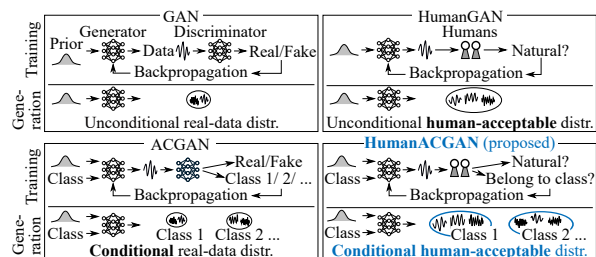 GAN
Training
Prior
Generator
Data
Discriminator
Real/Fake
Backpropagation
Gene-
ration
Unconditional real-data distr.
HumanGAN
Humans
Natural?
Backpropagation
Unconditional human-acceptable distr.
ACGAN
Training
Class
Real/Fake
Class 1/ 2/ ...
Backpropagation
Gene-
ration
Class
Class 1
Class 2 ...
Conditional real-data distr.
HumanACGAN (proposed)
Class
Natural?
Belong to class?
Backpropagation
Class
Class 1
Class 2 ...
Conditional human-acceptable distr.